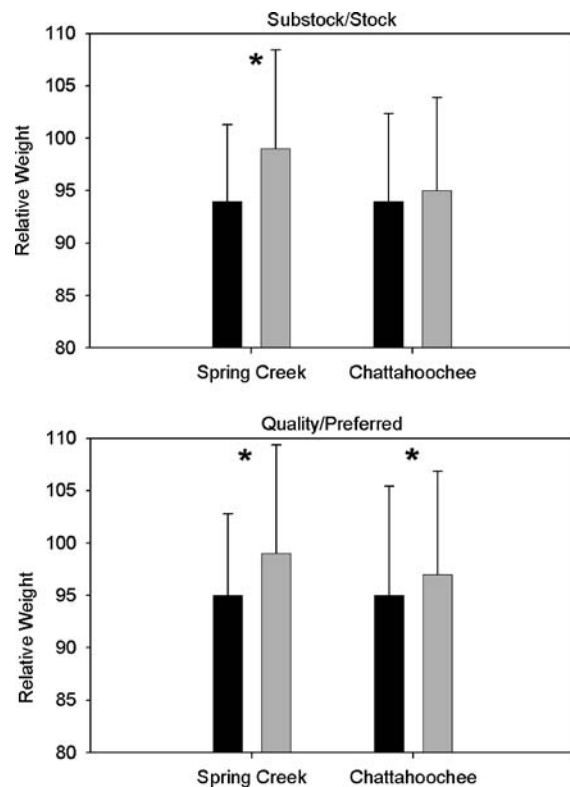 Substock/Stock
110
105
100
95
90
85
80
Relative Weight
*
Spring Creek
Chattahoochee
Quality/Preferred
110
105
100
95
90
85
80
Relative Weight
*
*
Spring Creek
Chattahoochee